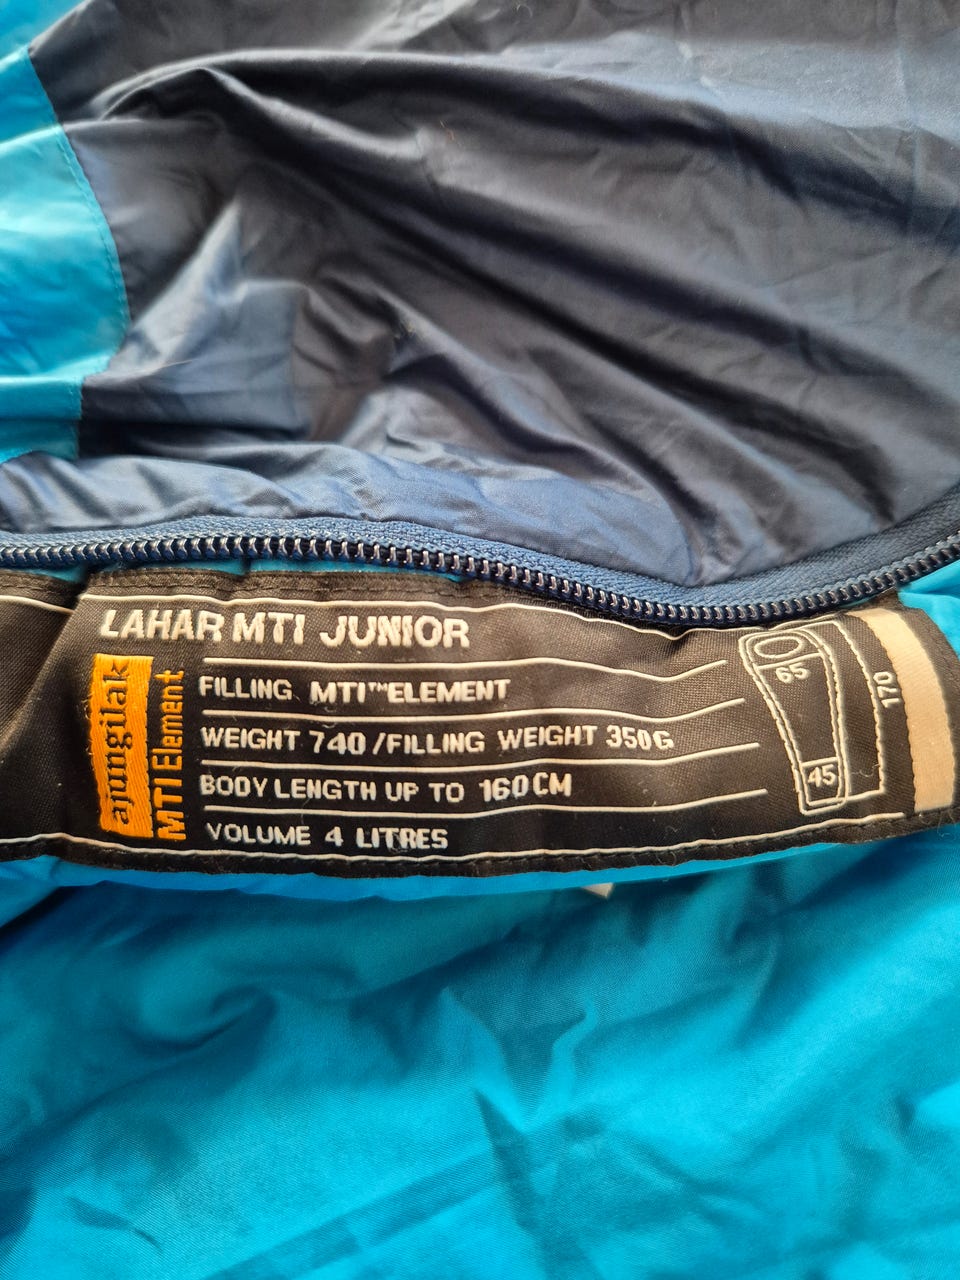 LAHAR MTI JUNIOR
ajungilak
MTI Element
FILLING MTI™ELEMENT
WEIGHT 740/FILLING WEIGHT 350G
BODY LENGTH UP TO 160CM
VOLUME 4 LITRES
65
170
45